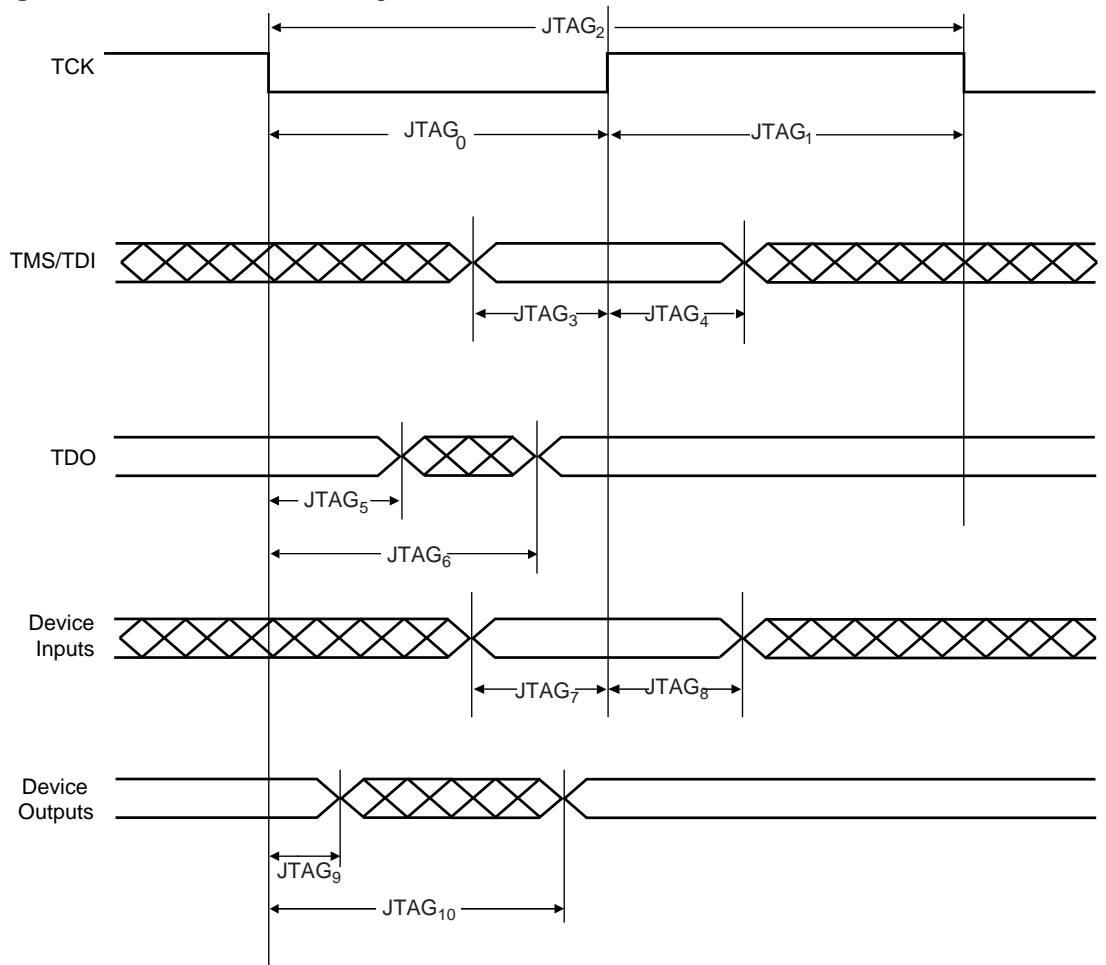 JTAG₂
TCK
JTAG₀
JTAG₁
TMS/TDI
JTAG₃
JTAG₄
TDO
JTAG₅
JTAG₆
Device
Inputs
JTAG₇
JTAG₈
Device
Outputs
JTAG₉
JTAG₁₀